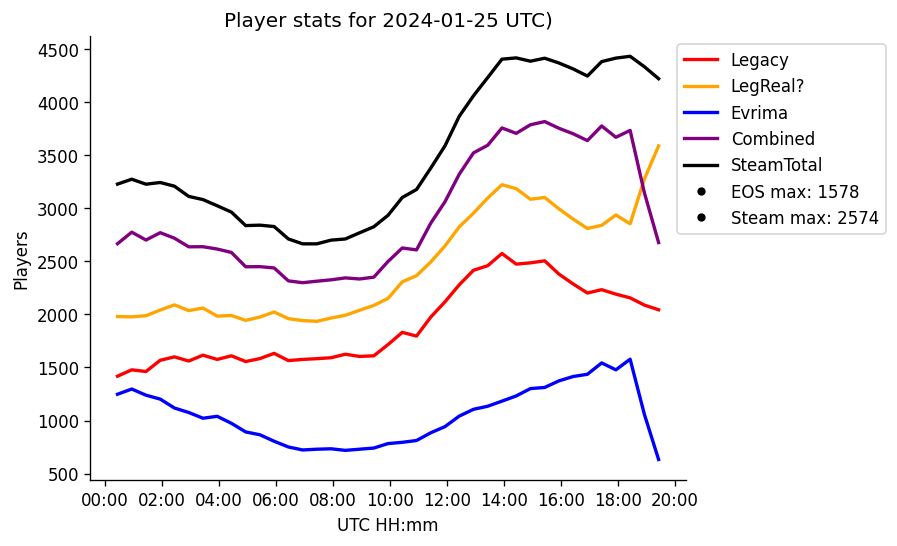 Player stats for 2024-01-25 UTC)
4500
4000
3500
3000
2500
2000
1500
1000
500
Players
00:00 02:00 04:00 06:00 08:00 10:00 12:00 14:00 16:00 18:00 20:00
UTC HH:mm
Legacy
LegReal?
Evrima
Combined
SteamTotal
EOS max: 1578
Steam max: 2574